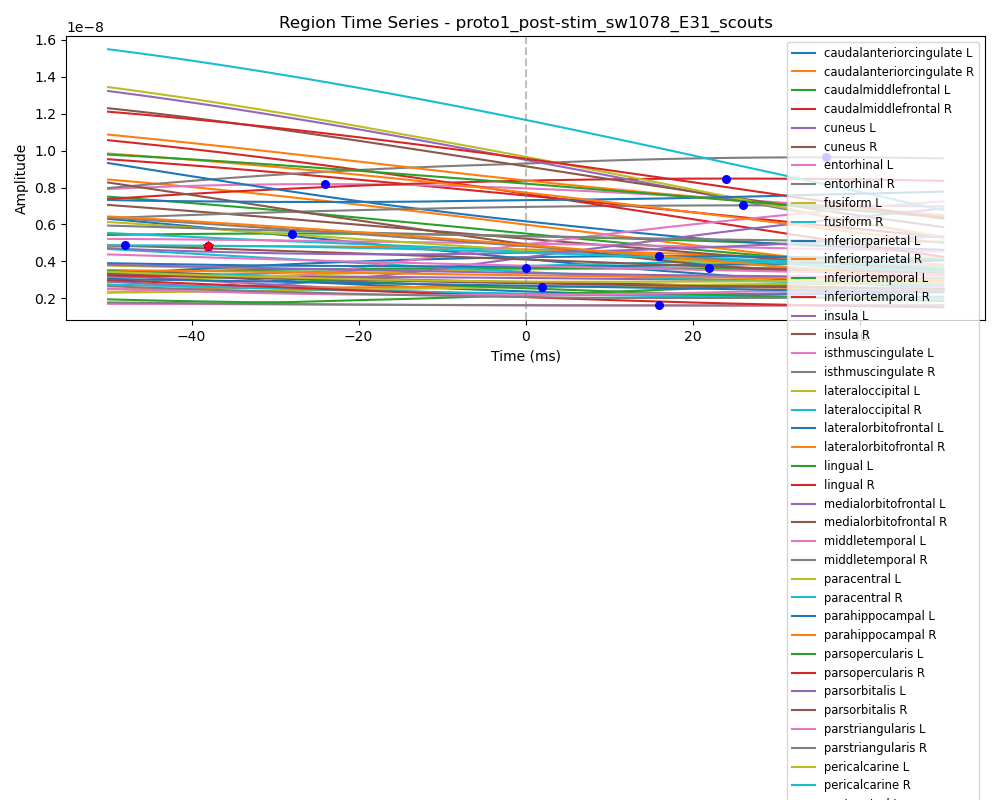 Region Time Series - proto1_post-stim_sw1078_E31_scouts
1e−8
1.6
1.4
1.2
1.0
0.8
0.6
0.4
0.2
Amplitude
−40
−20
0
20
40
Time (ms)
caudalanteriorcingulate L
caudalanteriorcingulate R
caudalmiddlefrontal L
caudalmiddlefrontal R
cuneus L
cuneus R
entorhinal L
entorhinal R
fusiform L
fusiform R
inferiorparietal L
inferiorparietal R
inferiortemporal L
inferiortemporal R
insula L
insula R
isthmuscingulate L
isthmuscingulate R
lateraloccipital L
lateraloccipital R
lateralorbitofrontal L
lateralorbitofrontal R
lingual L
lingual R
medialorbitofrontal L
medialorbitofrontal R
middletemporal L
middletemporal R
paracentral L
paracentral R
parahippocampal L
parahippocampal R
parsopercularis L
parsopercularis R
parsorbitalis L
parsorbitalis R
parstriangularis L
parstriangularis R
pericalcarine L
pericalcarine R